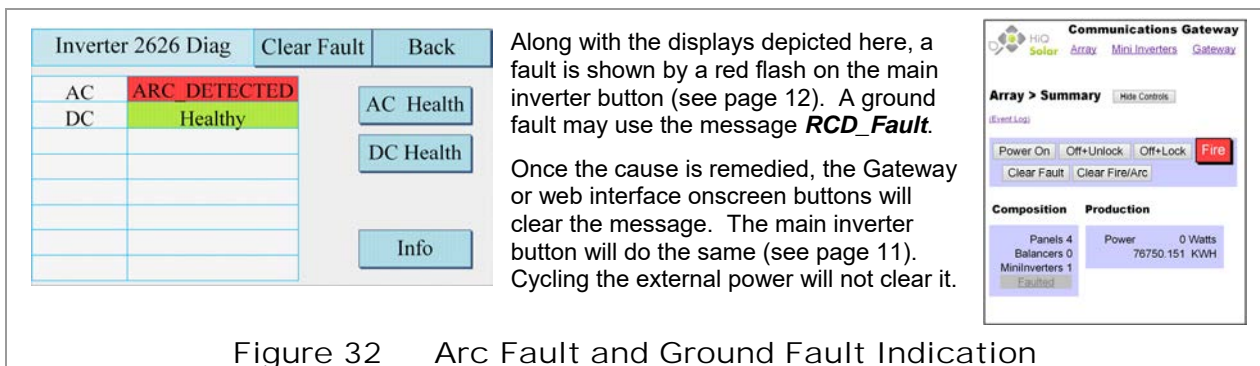 Inverter 2626 Diag Clear Fault Back
AC ARC_DETECTED
DC Healthy
AC Health
DC Health
Info
Along with the displays depicted here, a
fault is shown by a red flash on the main
inverter button (see page 12). A ground
fault may use the message RCD_Fault.
Once the cause is remedied, the Gateway
or web interface onscreen buttons will
clear the message. The main inverter
button will do the same (see page 11).
Cycling the external power will not clear it.
HiQ
Solar
Communications Gateway
Array Mini Inverters Gateway
Array > Summary Hide Controls
(Event Log)
Power On Off+Unlock Off+Lock Fire
Clear Fault Clear Fire/Arc
Composition Production
Panels 4 Power 0 Watts
Balancers 0 76750.151 KWH
MiniInverters 1
Faulted
Figure 32 Arc Fault and Ground Fault Indication